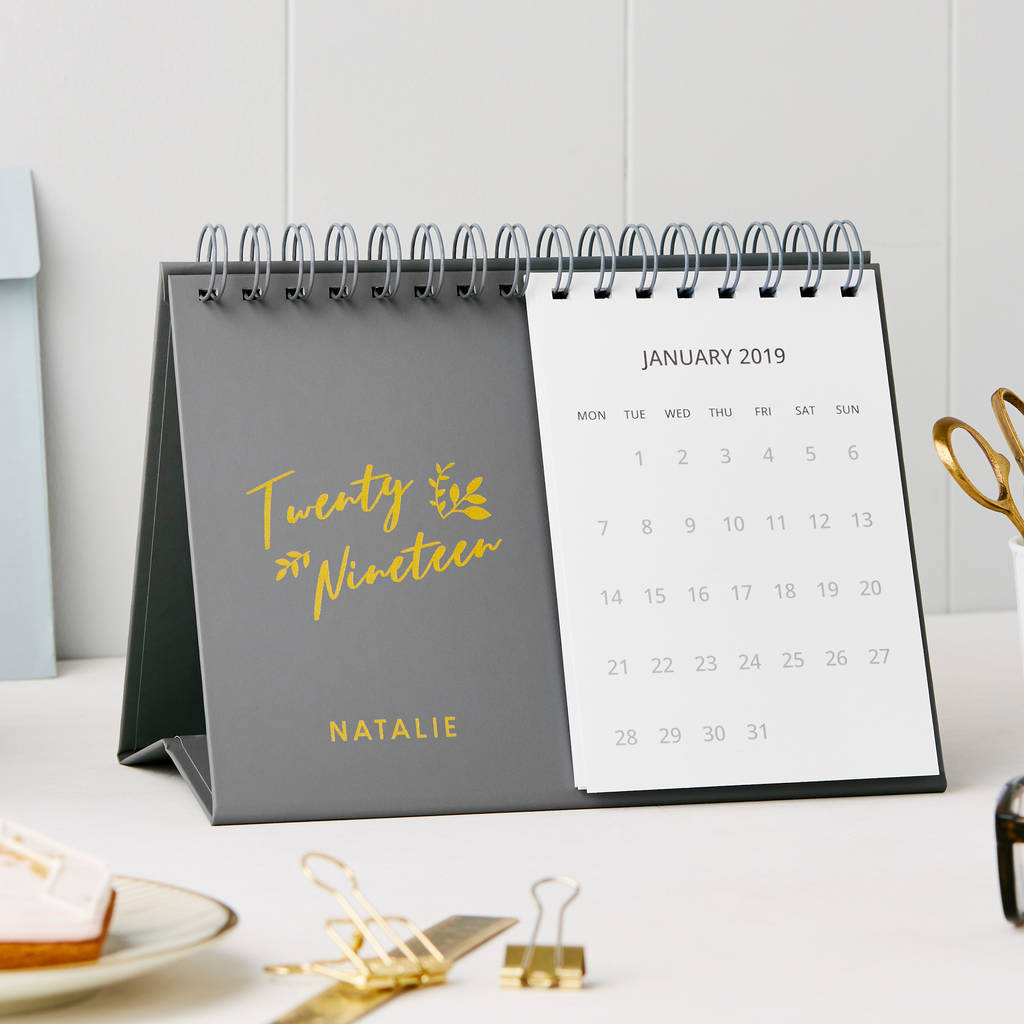 Twenty
Nineteen
NATALIE
JANUARY 2019
MON TUE WED THU FRI SAT SUN
1 2 3 4 5 6
7 8 9 10 11 12 13
14 15 16 17 18 19 20
21 22 23 24 25 26 27
28 29 30 31